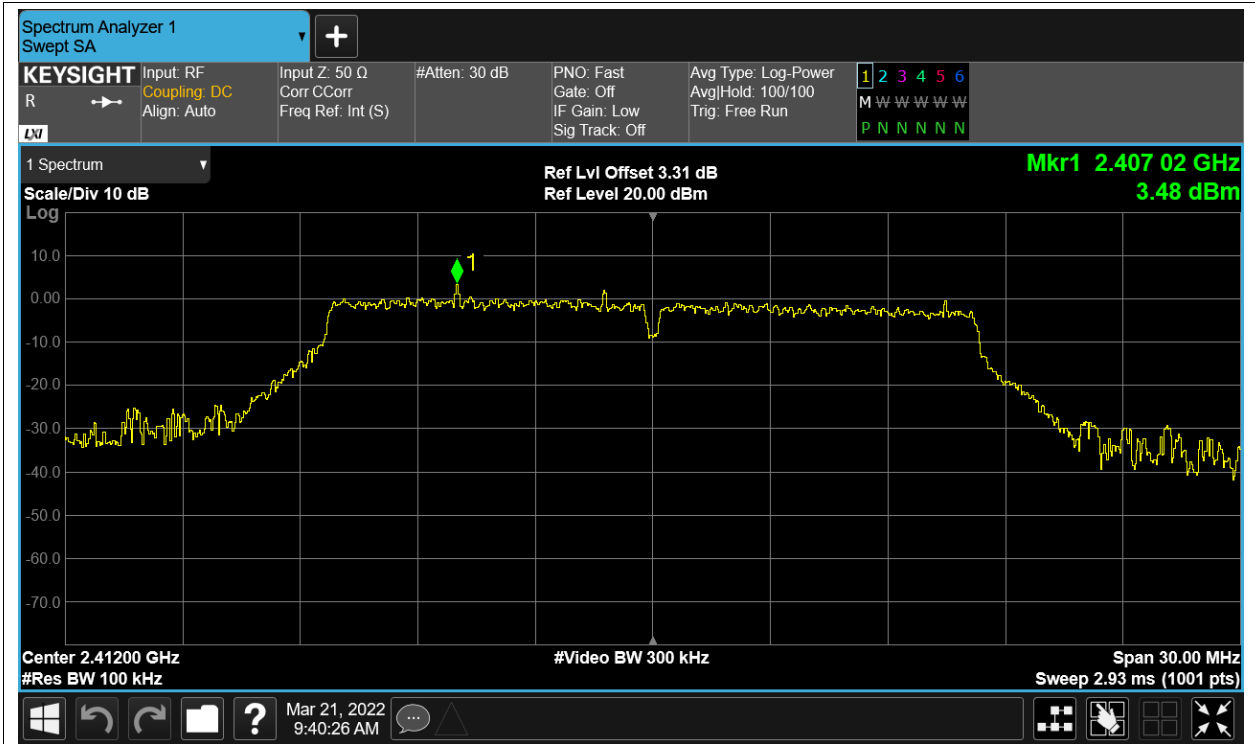 Spectrum Analyzer 1
Swept SA
KEYSIGHT
R
LXI
Input: RF
Coupling: DC
Align: Auto
Input Z: 50 Ω
Corr CCorr
Freq Ref: Int (S)
#Atten: 30 dB
PNO: Fast
Gate: Off
IF Gain: Low
Sig Track: Off
Avg Type: Log-Power
Avg|Hold: 100/100
Trig: Free Run
1 2 3 4 5 6
M W W W W W
P N N N N N
1 Spectrum
Scale/Div 10 dB
Log
Ref Lvl Offset 3.31 dB
Ref Level 20.00 dBm
Mkr1 2.407 02 GHz
3.48 dBm
1
10.0
0.00
-10.0
-20.0
-30.0
-40.0
-50.0
-60.0
-70.0
Center 2.41200 GHz
#Res BW 100 kHz
#Video BW 300 kHz
Span 30.00 MHz
Sweep 2.93 ms (1001 pts)
?
Mar 21, 2022
9:40:26 AM